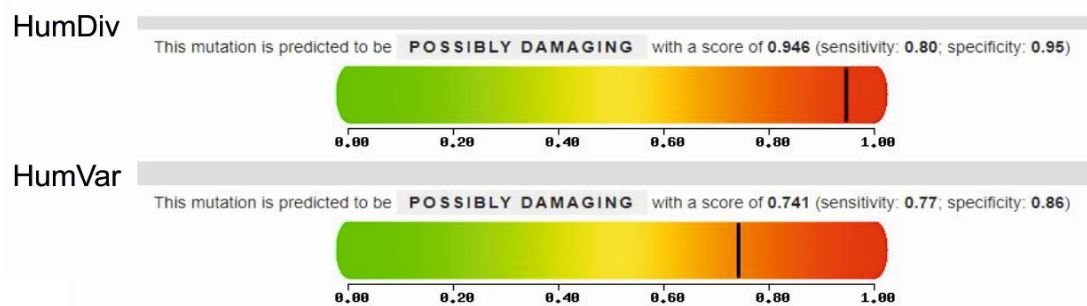 HumDiv
This mutation is predicted to be POSSIBLY DAMAGING with a score of 0.946 (sensitivity: 0.80; specificity: 0.95)
0.00 0.20 0.40 0.60 0.80 1.00
HumVar
This mutation is predicted to be POSSIBLY DAMAGING with a score of 0.741 (sensitivity: 0.77; specificity: 0.86)
0.00 0.20 0.40 0.60 0.80 1.00